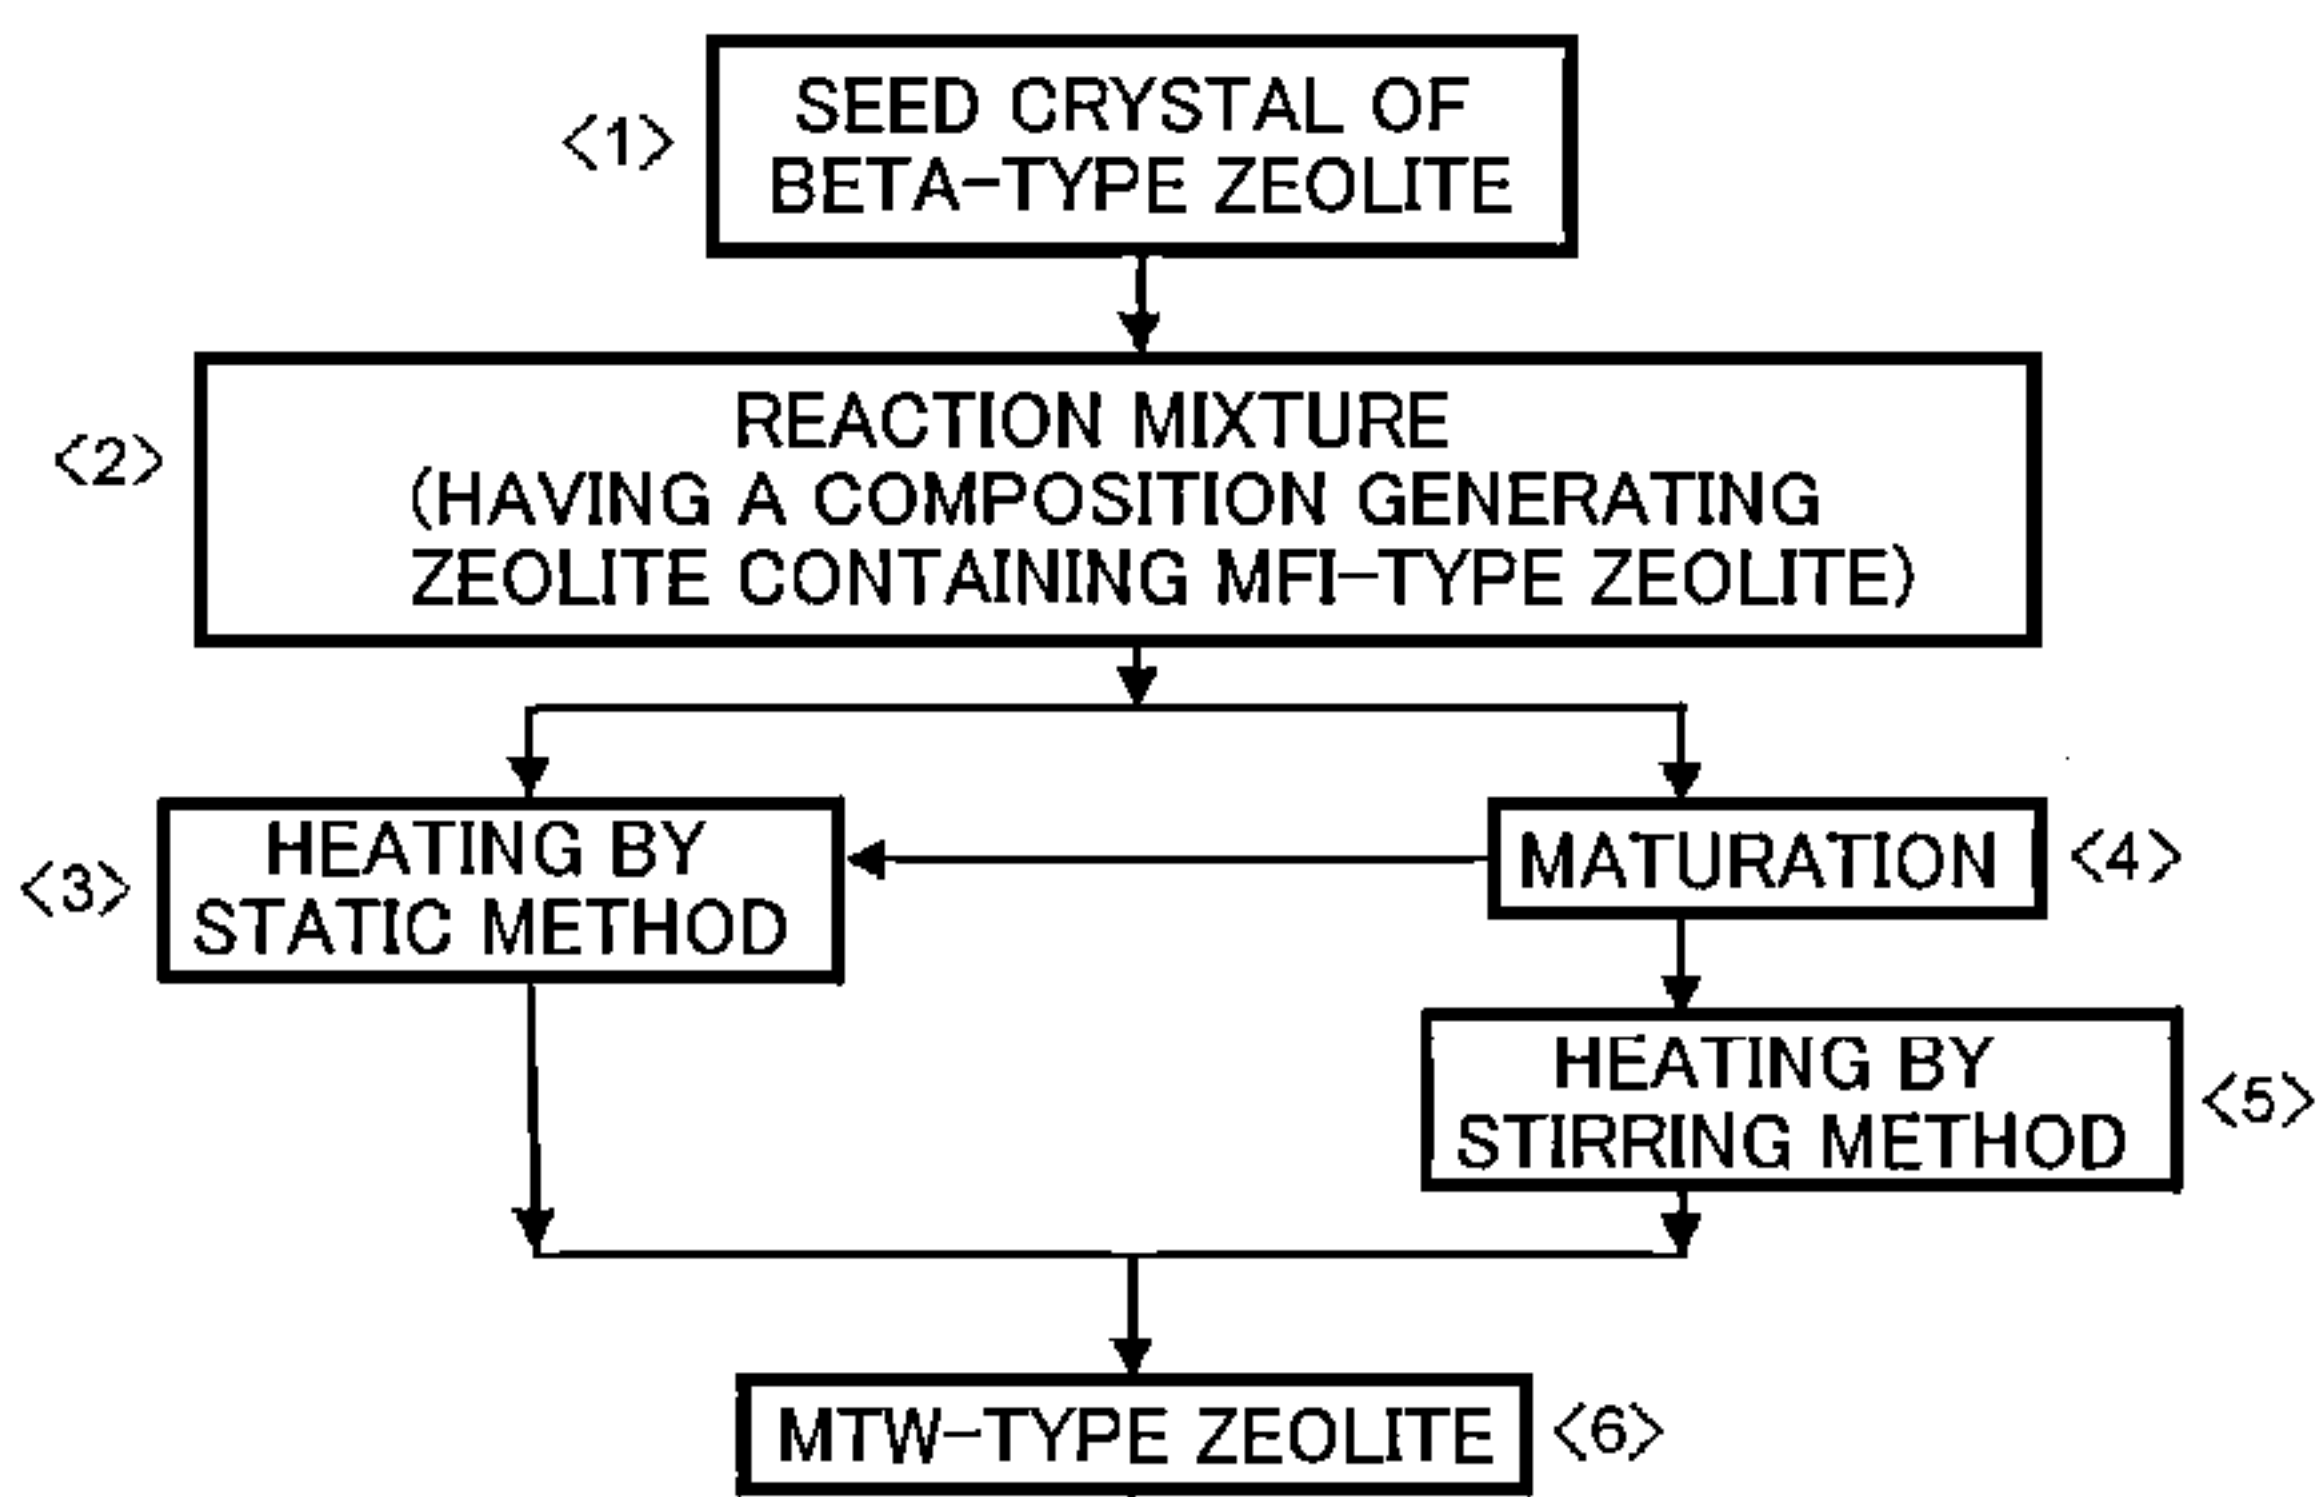 <1>
SEED CRYSTAL OF
BETA-TYPE ZEOLITE
<2>
REACTION MIXTURE
(HAVING A COMPOSITION GENERATING
ZEOLITE CONTAINING MFI-TYPE ZEOLITE)
<3>
HEATING BY
STATIC METHOD
MATURATION
<4>
HEATING BY
STIRRING METHOD
<5>
MTW-TYPE ZEOLITE
<6>